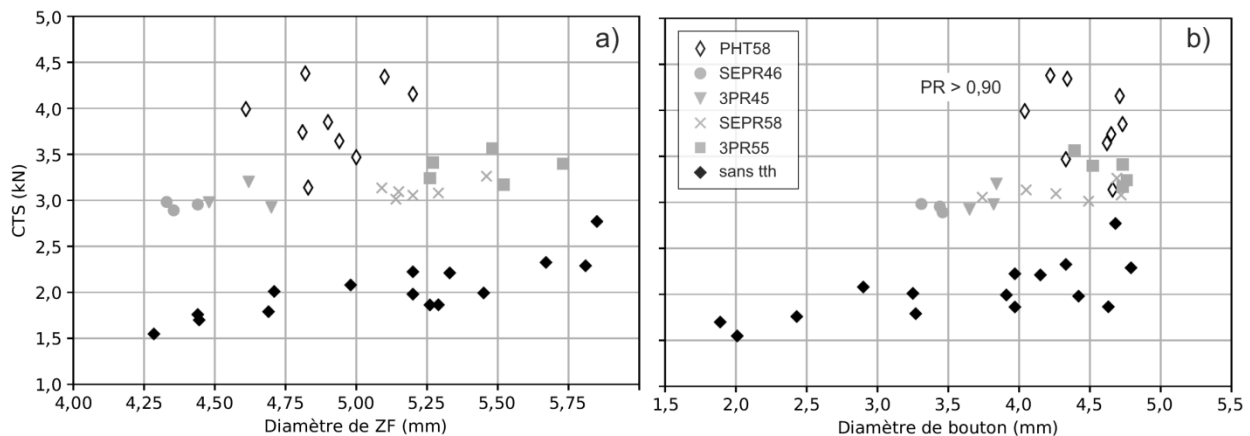 a)
5,0
4,5
4,0
3,5
3,0
2,5
2,0
1,5
1,0
CTS (kN)
4,00 4,25 4,50 4,75 5,00 5,25 5,50 5,75
Diamètre de ZF (mm)
b)
PHT58
SEPR46
3PR45
SEPR58
3PR55
sans tth
PR > 0,90
1,5 2,0 2,5 3,0 3,5 4,0 4,5 5,0 5,5
Diamètre de bouton (mm)